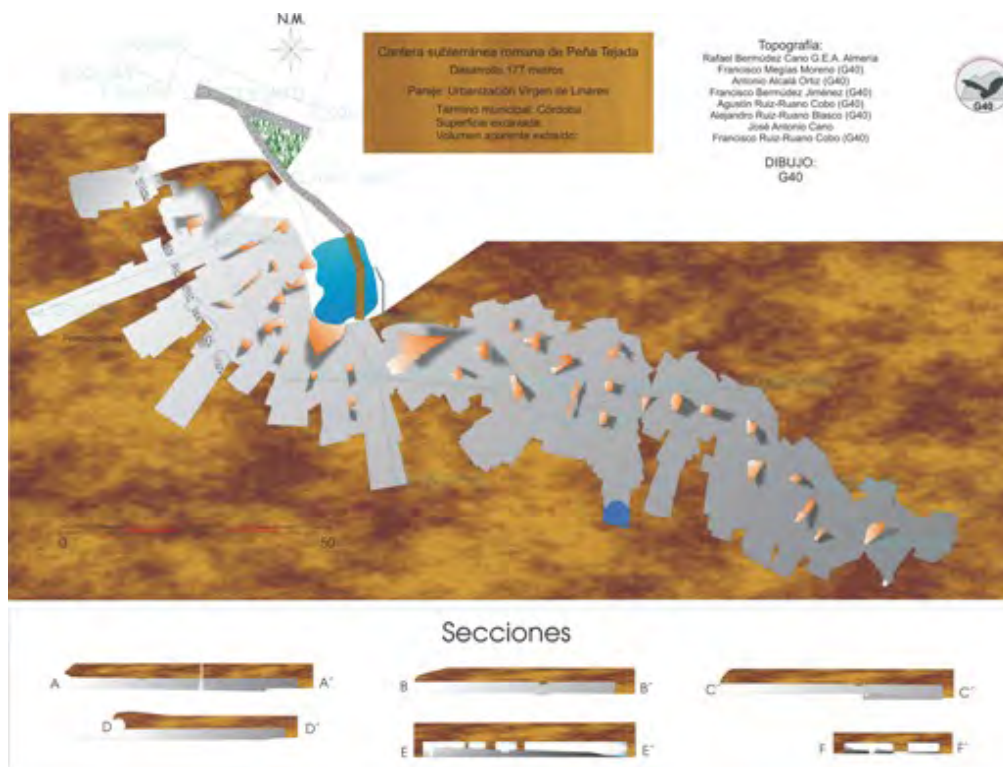 N.M.
Cantera subterránea romana de Peña Tejada
Desarrollo 177 metros
Paraje: Urbanización Virgen de Linares
Término municipal: Córdoba
Superficie excavada:
Volumen aparente extraido:
Topografía:
Rafael Bermúdez Cano G.E.A. Almería
Francisco Megías Moreno (G40)
Antonio Alcalá Ortiz (G40)
Francisco Bermúdez Jiménez (G40)
Agustín Ruiz-Ruano Cobo (G40)
Alejandro Ruiz-Ruano Blasco (G40)
José Antonio Cano
Francisco Ruiz-Ruano Cobo (G40)
DIBUJO:
G40
G40
0 50
Secciones
A A´
B B´
C C´
D D´
E E´
F F´